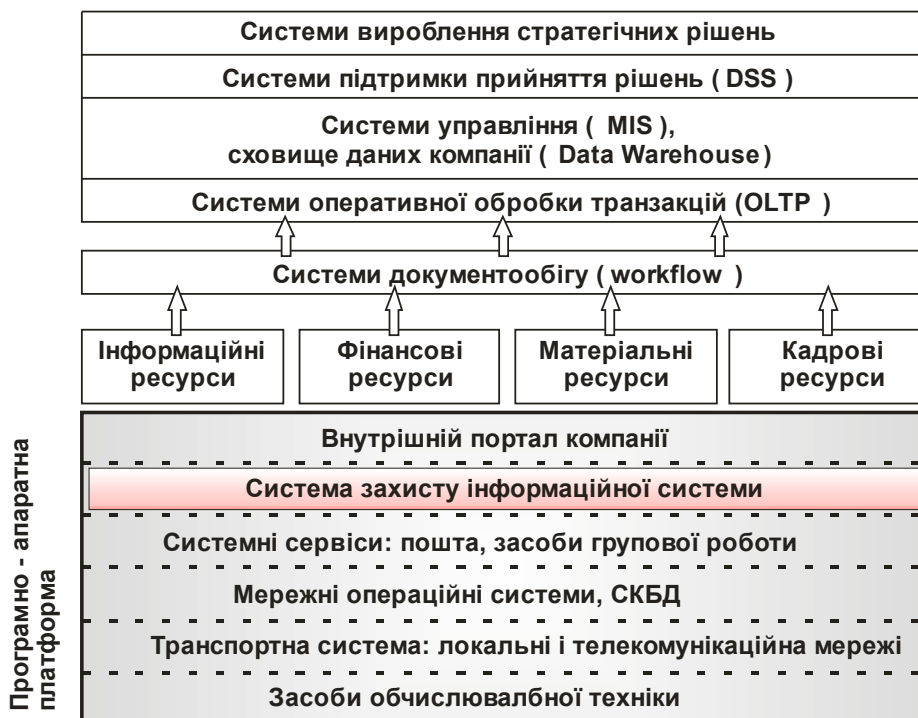 Системи вироблення стратегічних рішень
Системи підтримки прийняття рішень ( DSS )
Системи управління ( MIS ),
сховище даних компанії ( Data Warehouse )
Системи оперативної обробки транзакцій (OLTP )
Системи документообігу ( workflow )
Інформаційні
ресурси
Фінансові
ресурси
Матеріальні
ресурси
Кадрові
ресурси
Програмно - апаратна
платформа
Внутрішній портал компанії
Система захисту інформаційної системи
Системні сервіси: пошта, засоби групової роботи
Мережні операційні системи, СКБД
Транспортна система: локальні і телекомунікаційна мережі
Засоби обчислювалбної техніки